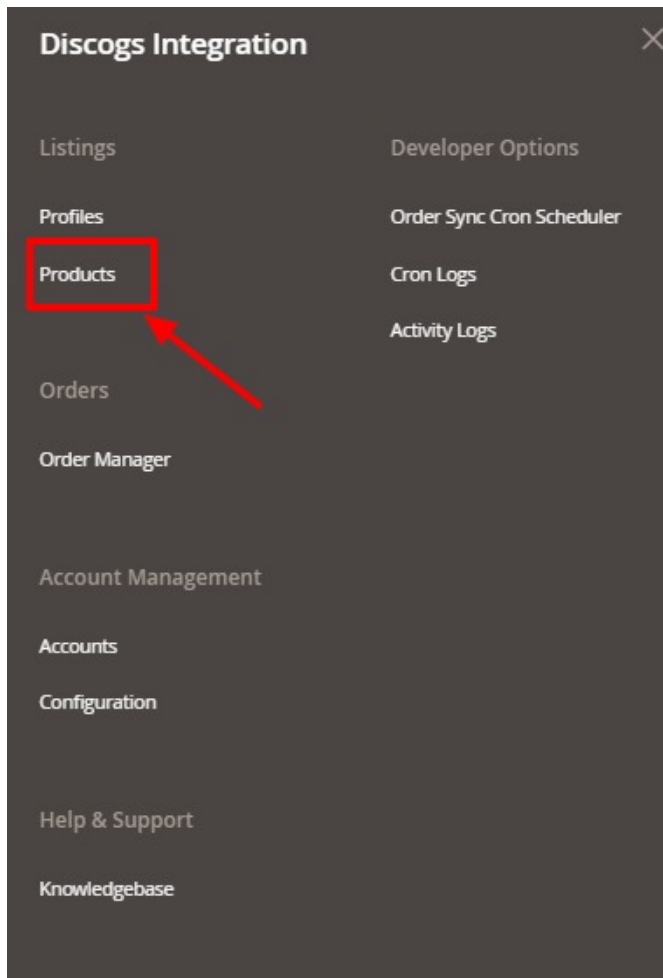 Discogs Integration
Listings
Profiles
Products
Orders
Order Manager
Account Management
Accounts
Configuration
Help & Support
Knowledgebase
Developer Options
Order Sync Cron Scheduler
Cron Logs
Activity Logs